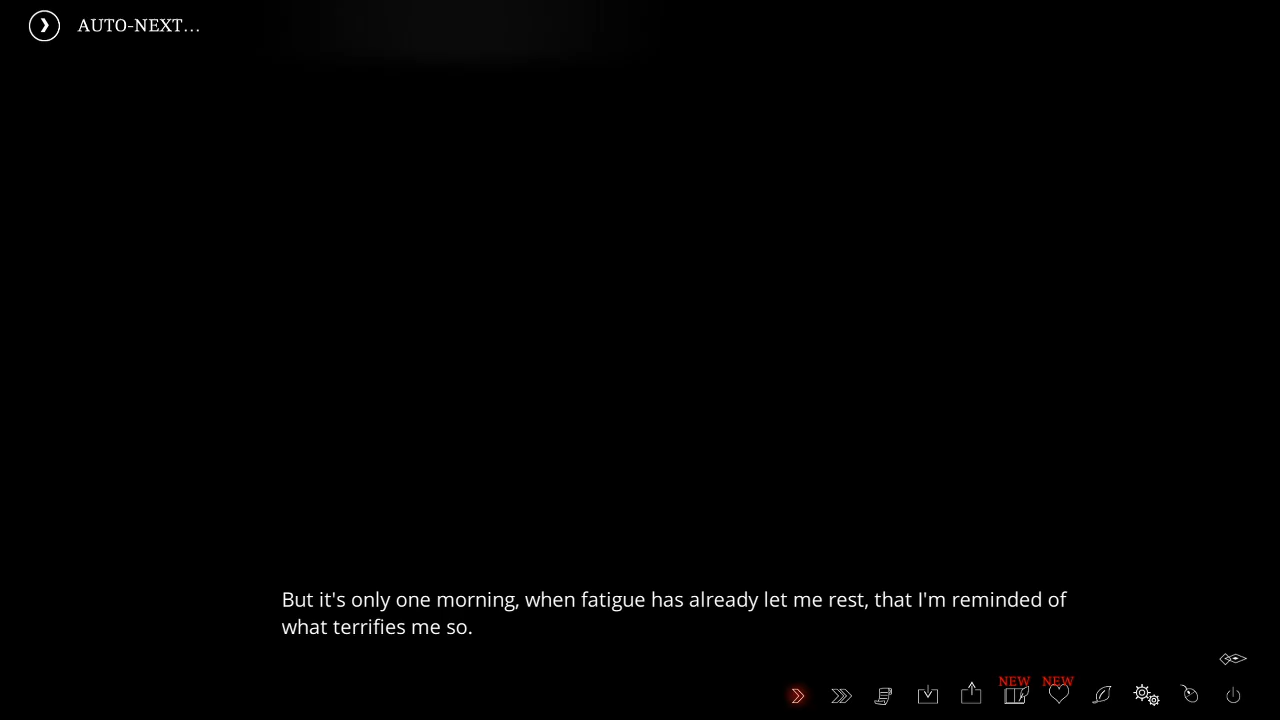 AUTO-NEXT...
But it's only one morning, when fatigue has already let me rest, that I'm reminded of
what terrifies me so.
NEW NEW